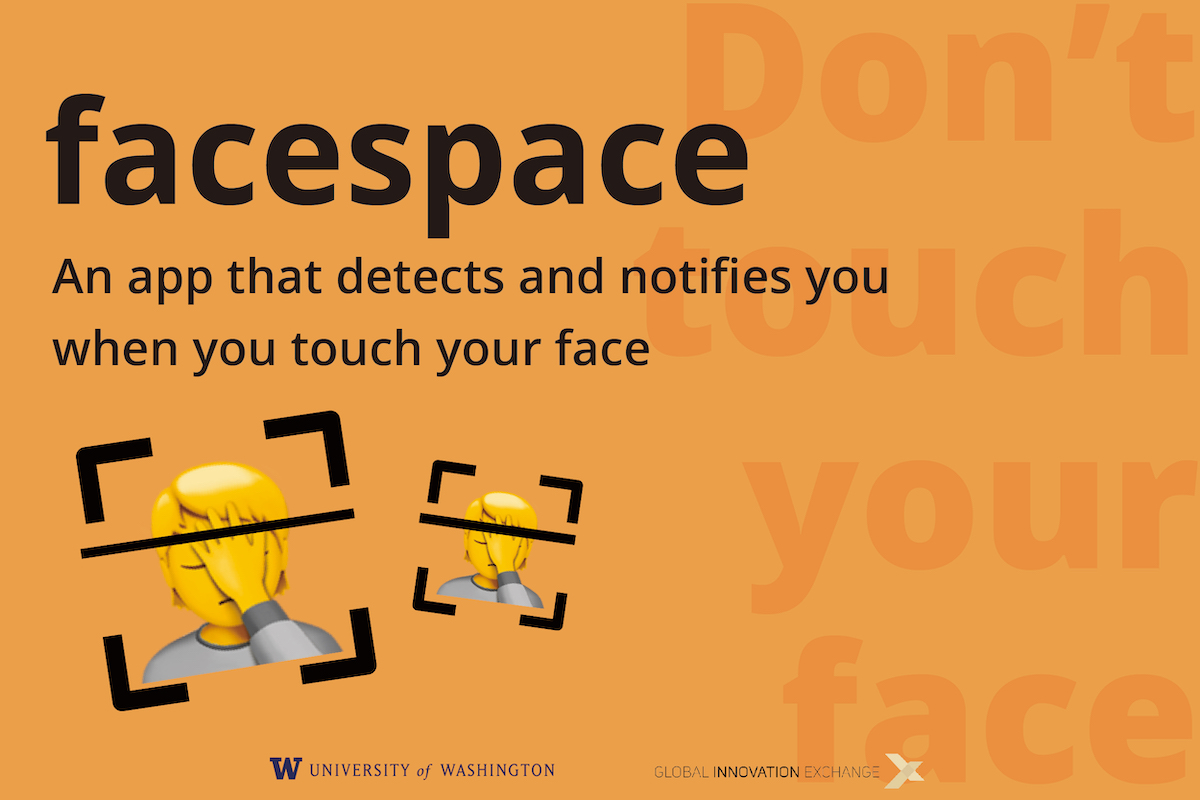 Don't
touch
your
face
facespace
An app that detects and notifies you
when you touch your face
W UNIVERSITY of WASHINGTON
GLOBAL INNOVATION EXCHANGE